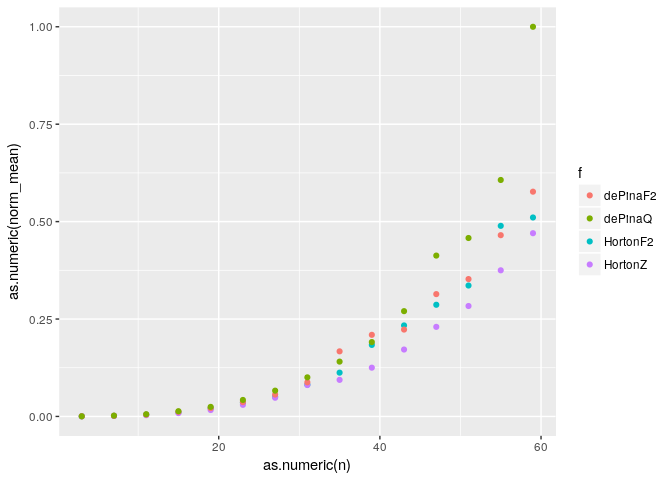 1.00
0.75
0.50
0.25
0.00
as.numeric(norm_mean)
20
40
60
as.numeric(n)
f
dePinaF2
dePinaQ
HortonF2
HortonZ